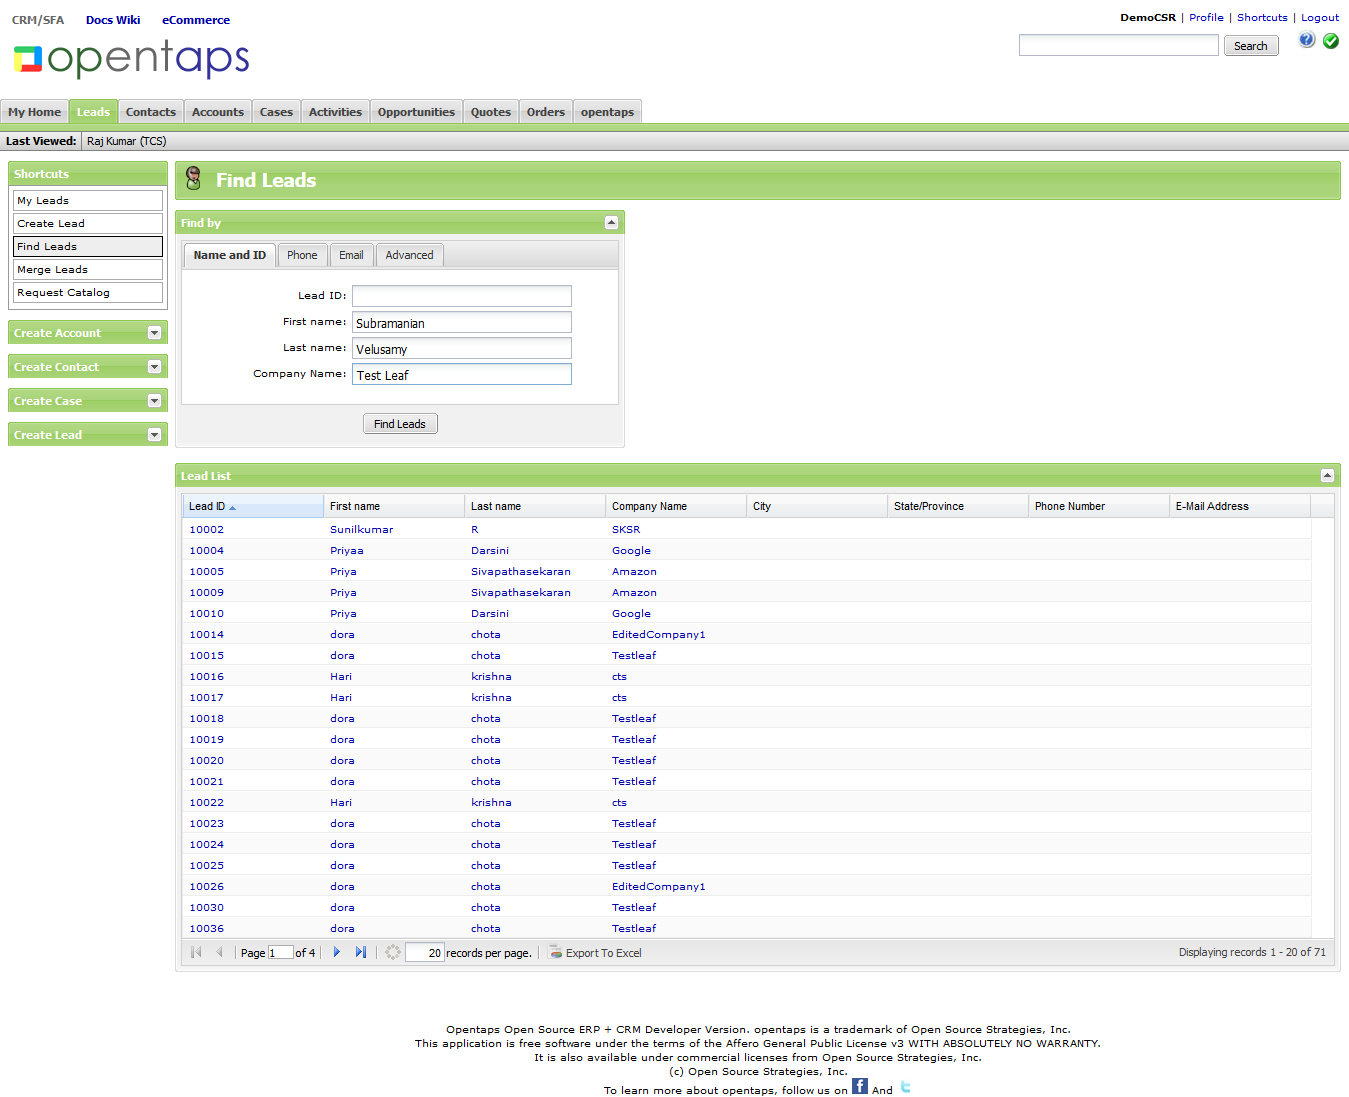 CRM/SFA Docs Wiki eCommerce
DemoCSR | Profile | Shortcuts | Logout
opentaps
Search
My Home Leads Contacts Accounts Cases Activities Opportunities Quotes Orders opentaps
Last Viewed: Raj Kumar (TCS)
Shortcuts
My Leads
Create Lead
Find Leads
Merge Leads
Request Catalog
Create Account
Create Contact
Create Case
Create Lead
Find Leads
Find by
Name and ID Phone Email Advanced
Lead ID:
First name: Subramanian
Last name: Velusamy
Company Name: Test Leaf
Find Leads
Lead List
Lead ID First name Last name Company Name City State/Province Phone Number E-Mail Address
10002 Sunilkumar R SKSR
10004 Priyaa Darsini Google
10005 Priya Sivapathasekaran Amazon
10009 Priya Sivapathasekaran Amazon
10010 Priya Darsini Google
10014 dora chota EditedCompany1
10015 dora chota Testleaf
10016 Hari krishna cts
10017 Hari krishna cts
10018 dora chota Testleaf
10019 dora chota Testleaf
10020 dora chota Testleaf
10021 dora chota Testleaf
10022 Hari krishna cts
10023 dora chota Testleaf
10024 dora chota Testleaf
10025 dora chota Testleaf
10026 dora chota EditedCompany1
10030 dora chota Testleaf
10036 dora chota Testleaf
Page 1 of 4 20 records per page. Export To Excel Displaying records 1 - 20 of 71
Opentaps Open Source ERP + CRM Developer Version. opentaps is a trademark of Open Source Strategies, Inc.
This application is free software under the terms of the Affero General Public License v3 WITH ABSOLUTELY NO WARRANTY.
It is also available under commercial licenses from Open Source Strategies, Inc.
(c) Open Source Strategies, Inc.
To learn more about opentaps, follow us on f And t